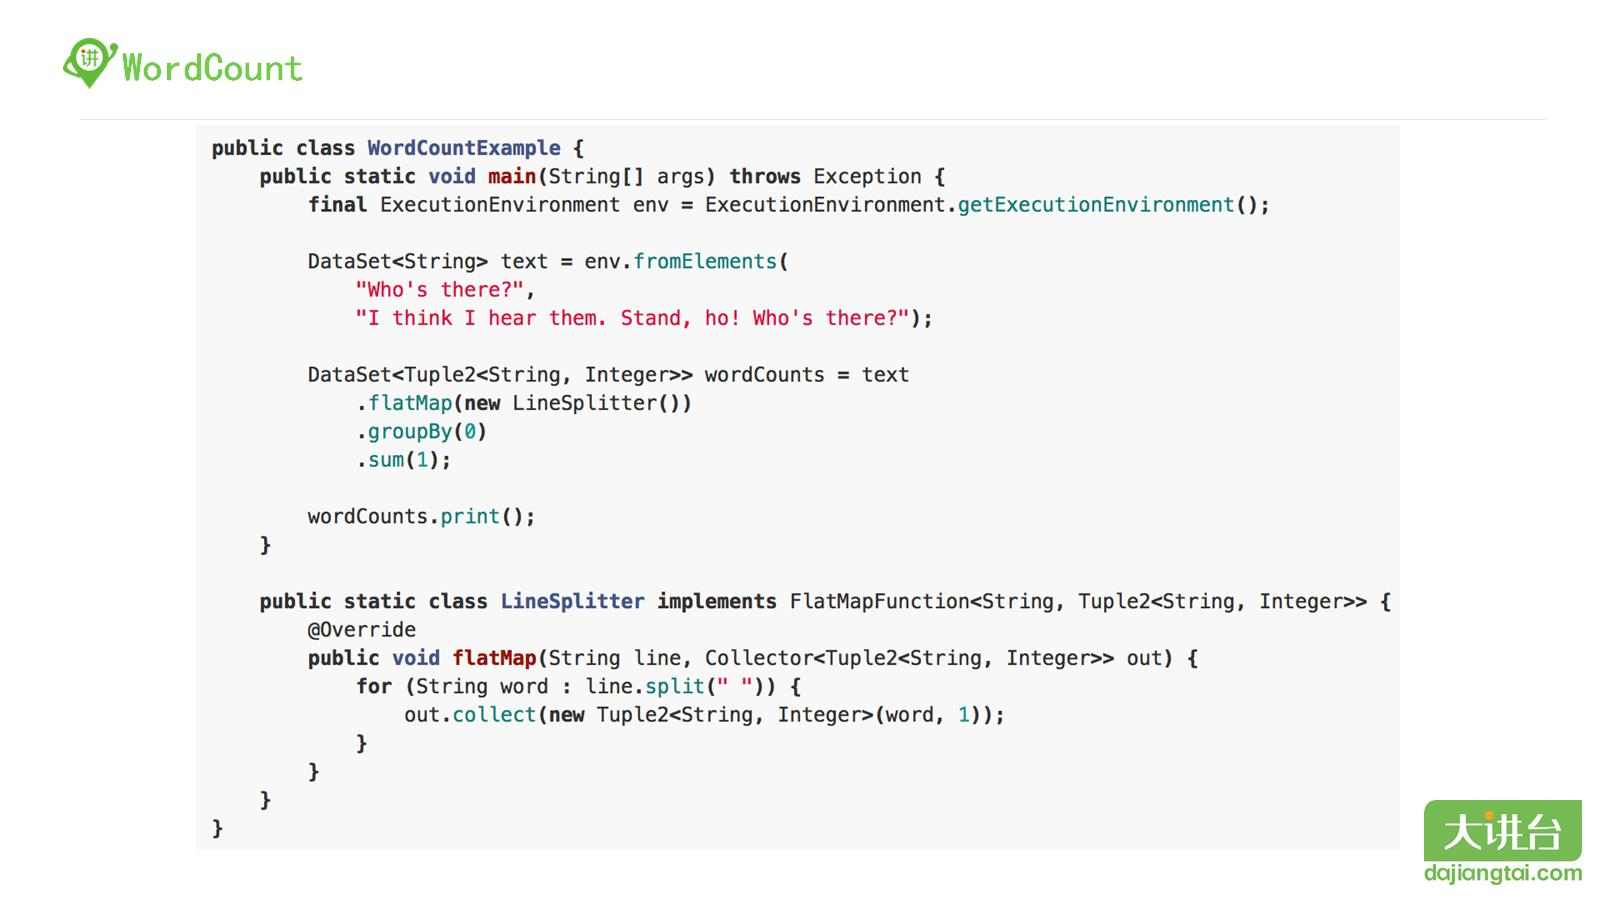 讲 WordCount
public class WordCountExample {
    public static void main(String[] args) throws Exception {
        final ExecutionEnvironment env = ExecutionEnvironment.getExecutionEnvironment();

        DataSet<String> text = env.fromElements(
            "Who's there?",
            "I think I hear them. Stand, ho! Who's there?");

        DataSet<Tuple2<String, Integer>> wordCounts = text
            .flatMap(new LineSplitter())
            .groupBy(0)
            .sum(1);

        wordCounts.print();
    }

    public static class LineSplitter implements FlatMapFunction<String, Tuple2<String, Integer>> {
        @Override
        public void flatMap(String line, Collector<Tuple2<String, Integer>> out) {
            for (String word : line.split(" ")) {
                out.collect(new Tuple2<String, Integer>(word, 1));
            }
        }
    }
}
大讲台
dajiangtai.com